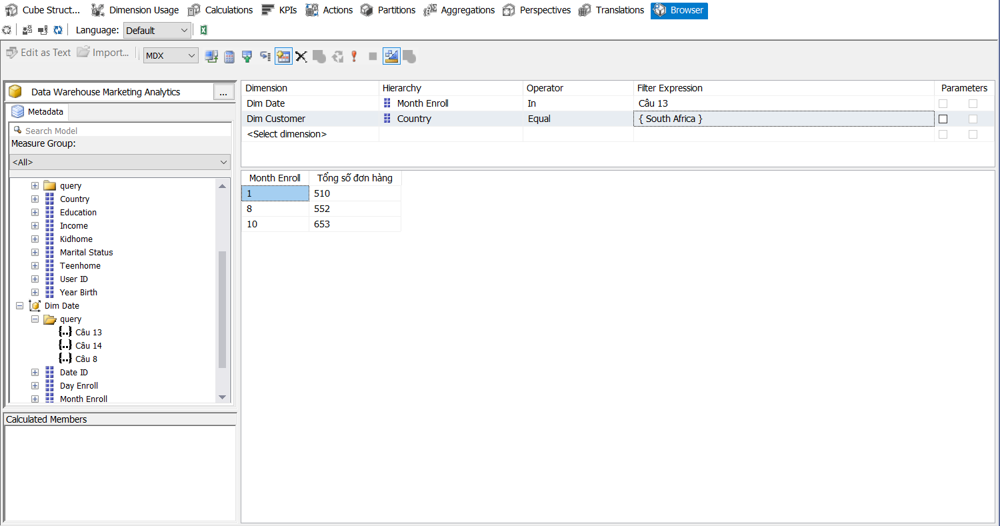 Cube Struct... Dimension Usage Calculations KPIs Actions Partitions Aggregations Perspectives Translations Browser
Language: Default
Edit as Text Import... MDX
Data Warehouse Marketing Analytics ...
Metadata
Search Model
Measure Group:
<All>
query
Country
Education
Income
Kidhome
Marital Status
Teenhome
User ID
Year Birth
Dim Date
query
Câu 13
Câu 14
Câu 8
Date ID
Day Enroll
Month Enroll
Calculated Members
Dimension Hierarchy Operator Filter Expression Parameters
Dim Date Month Enroll In Câu 13
Dim Customer Country Equal { South Africa }
<Select dimension>
Month Enroll Tổng số đơn hàng
1 510
8 552
10 653